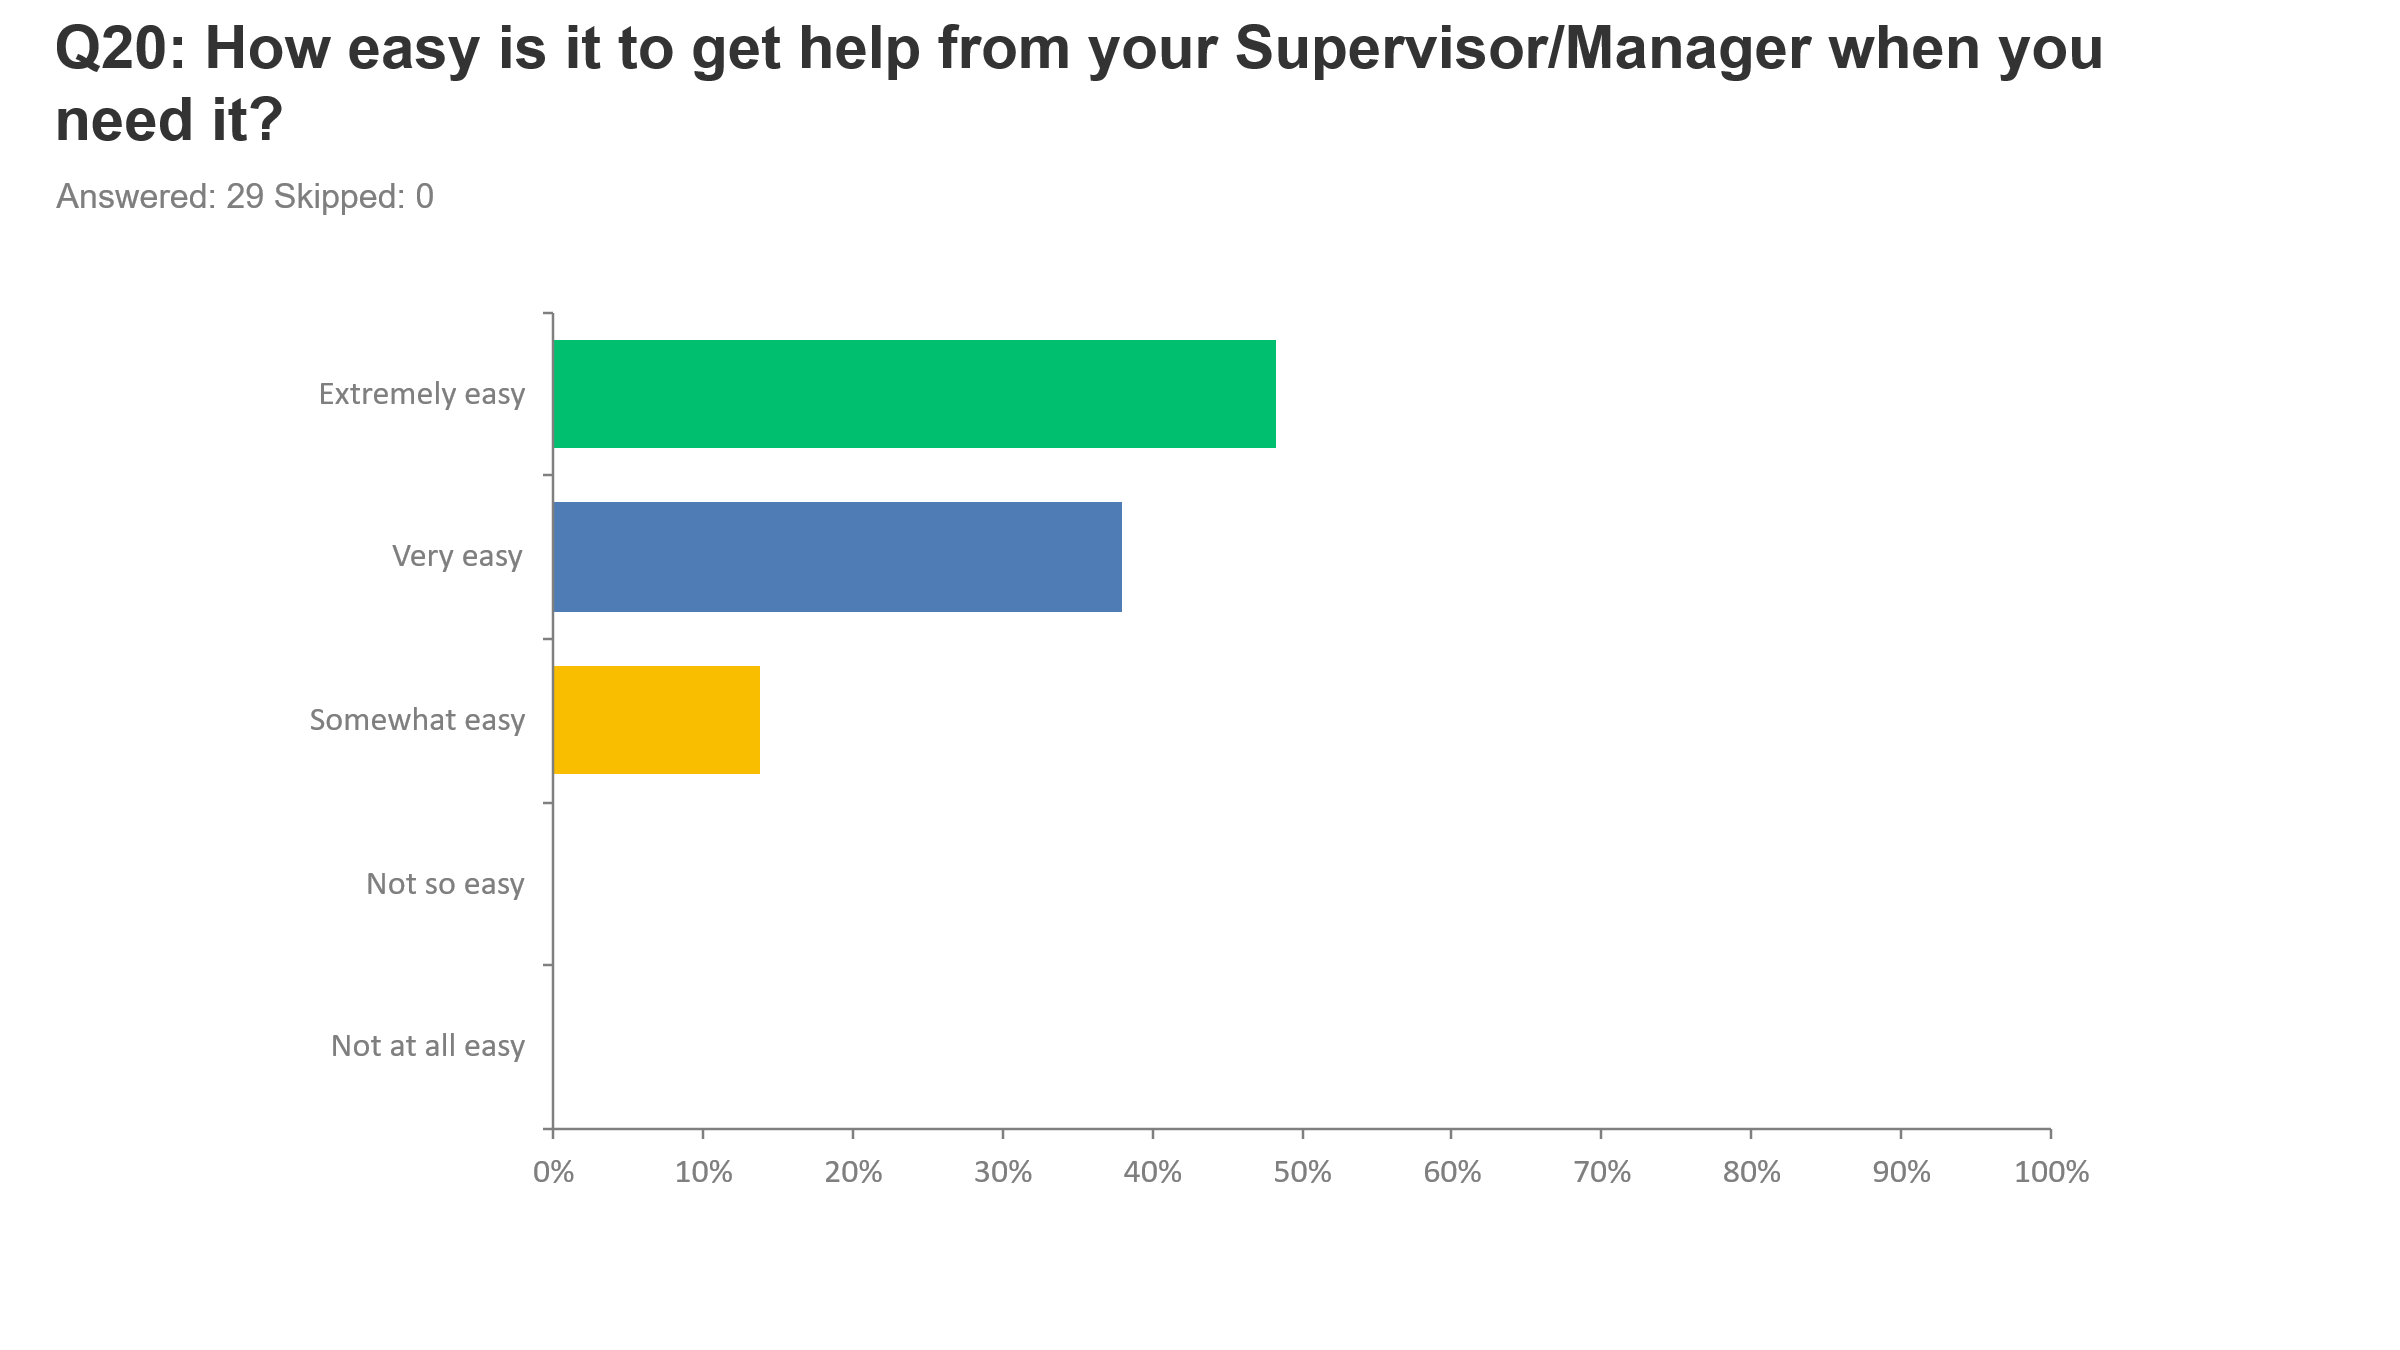 Q20: How easy is it to get help from your Supervisor/Manager when you
need it?
Answered: 29 Skipped: 0
Extremely easy
Very easy
Somewhat easy
Not so easy
Not at all easy
0% 10% 20% 30% 40% 50% 60% 70% 80% 90% 100%